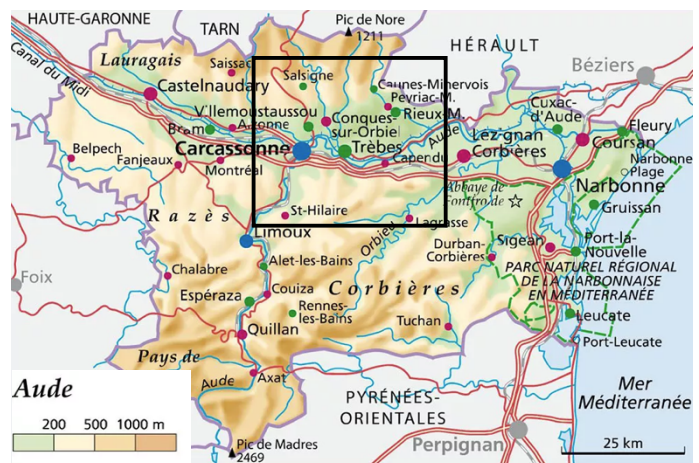 HAUTE-GARONNE
TARN
Pic de Nore
1211
HÉRAULT
Lauragais
Saissac
Canal du Midi
Salsigne
Béziers
Castelnaudary
Caunes-Minervois
Peyriac-M.
Villemoustaussou
Conques-
sur-Orbiel
Rieux-M.
Cuxac-
d'Aude
Fleury
Bram
Alzonne
Aude
Lézignan
Corbières
Coursan
Belpech
Fanjeaux
Carcassonne
Trèbes
Capendu
Narbonne
Plage
Montréal
Narbonne
Abbaye de
Fontfroide
Razès
St-Hilaire
Gruissan
Lagrasse
Orbieu
Limoux
Durban-
Corbières
Sigean
Port-la-
Nouvelle
Foix
Chalabre
Alet-les-Bains
PARC NATUREL RÉGIONAL
DE LA NARBONNAISE
EN MÉDITERRANÉE
Corbières
Espéraza
Couiza
Rennes-
les-Bains
Leucate
Quillan
Tuchan
Port-Leucate
Pays de
Aude
Axat
Mer
Méditerranée
Aude
PYRÉNÉES-
ORIENTALES
200 500 1000 m
Perpignan
Pic de Madres
2469
25 km